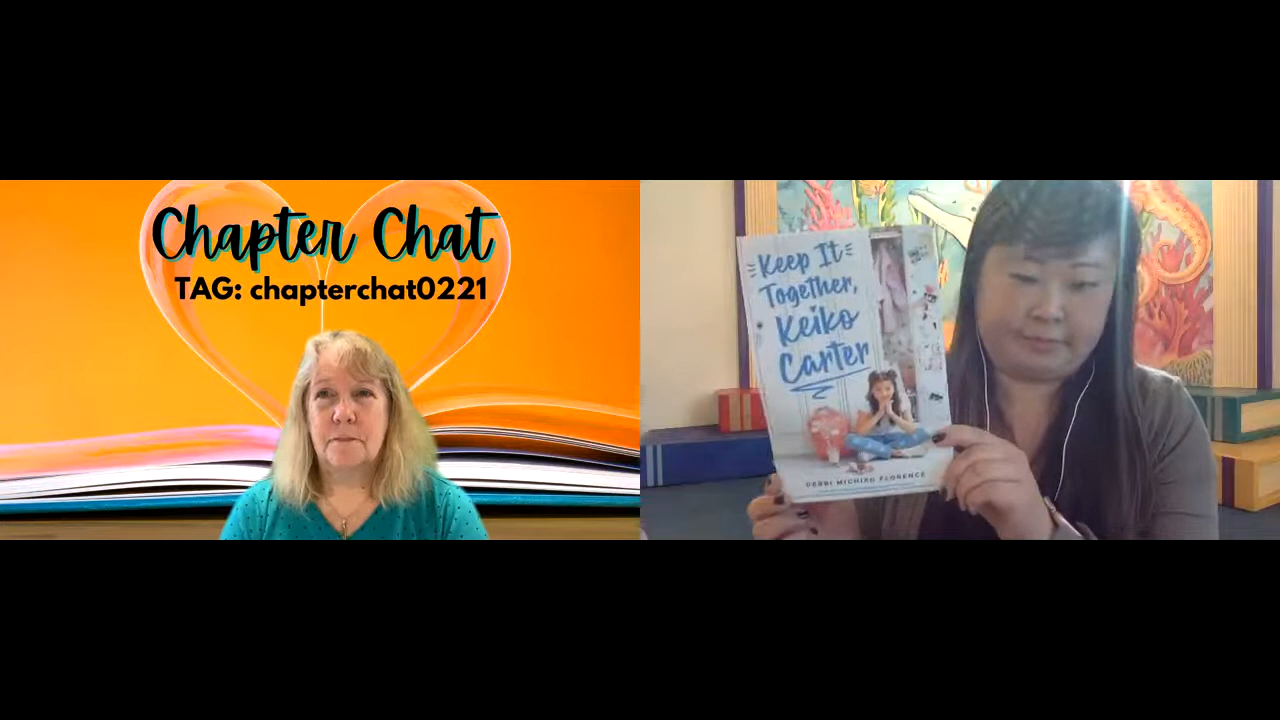 Chapter Chat
TAG: chapterchat0221
Keep It
Together,
Keiko
Carter
DEBBI MICHIKO FLORENCE